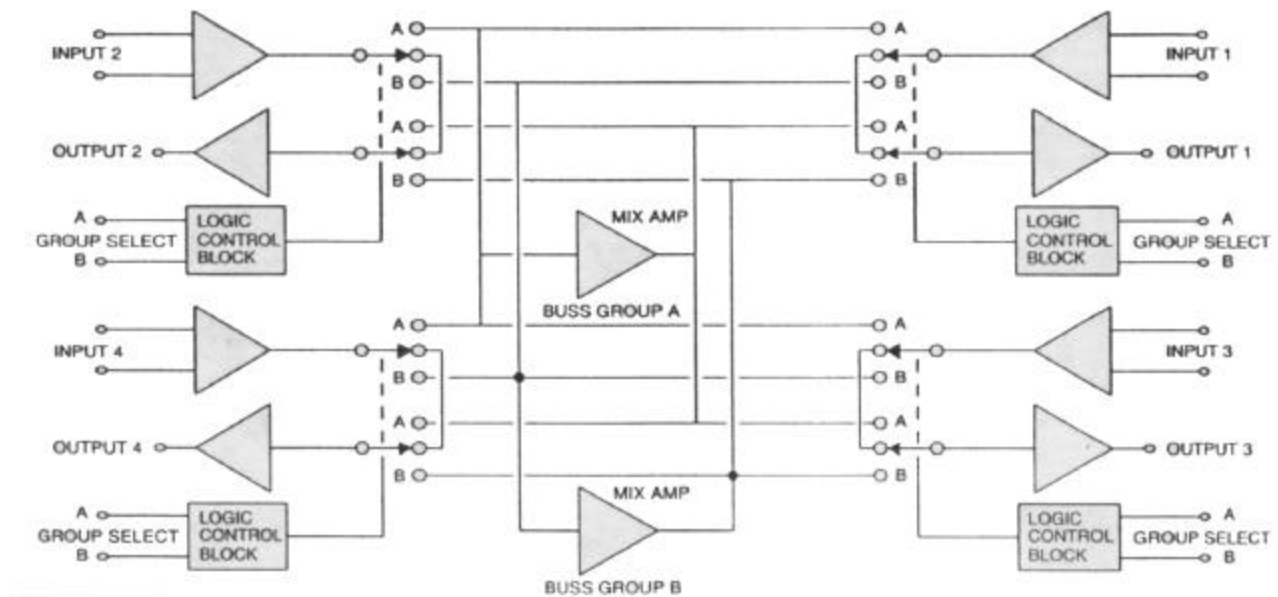 INPUT 2
A
B
A
B
OUTPUT 2
A
GROUP SELECT
B
LOGIC
CONTROL
BLOCK
A
B
A
B
INPUT 1
OUTPUT 1
LOGIC
CONTROL
BLOCK
A
GROUP SELECT
B
MIX AMP
BUSS GROUP A
INPUT 4
A
B
A
B
OUTPUT 4
A
GROUP SELECT
B
LOGIC
CONTROL
BLOCK
A
B
A
B
INPUT 3
OUTPUT 3
LOGIC
CONTROL
BLOCK
A
GROUP SELECT
B
MIX AMP
BUSS GROUP B